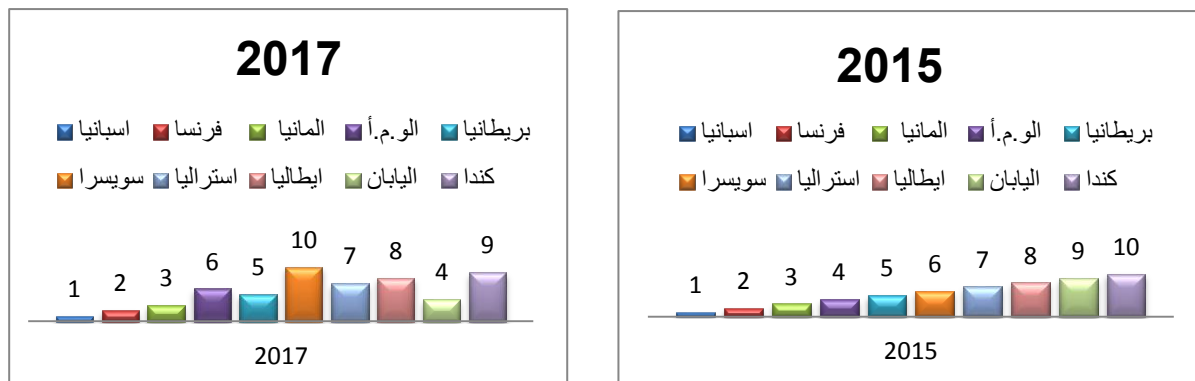 2017
اسبانيا فرنسا المانيا الو.م.أ بريطانيا
سويسرا استراليا ايطاليا اليابان كندا
1 2 3 6 5 10 7 8 4 9
2017
2015
اسبانيا فرنسا المانيا الو.م.أ بريطانيا
سويسرا استراليا ايطاليا اليابان كندا
1 2 3 4 5 6 7 8 9 10
2015